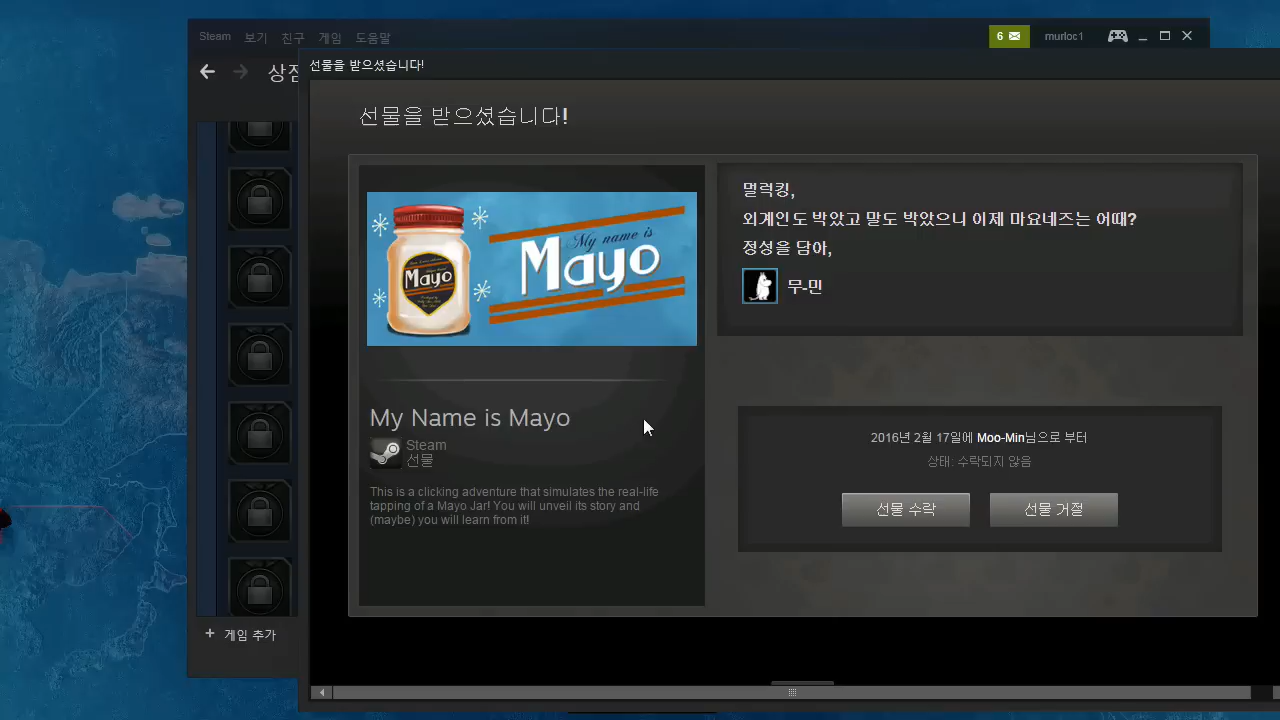 Steam 보기 친구 게임 도움말
6
murloc1
선물을 받으셨습니다!
상점
선물을 받으셨습니다!
My name is
Mayo
Mayo
My Name is Mayo
Steam
선물
This is a clicking adventure that simulates the real-life
tapping of a Mayo Jar! You will unveil its story and
(maybe) you will learn from it!
멀럭킹,
외계인도 박았고 말도 박았으니 이제 마요네즈는 어때?
정성을 담아,
무-민
2016년 2월 17일에 Moo-Min님으로 부터
상태: 수락되지 않음
선물 수락
선물 거절
+ 게임 추가